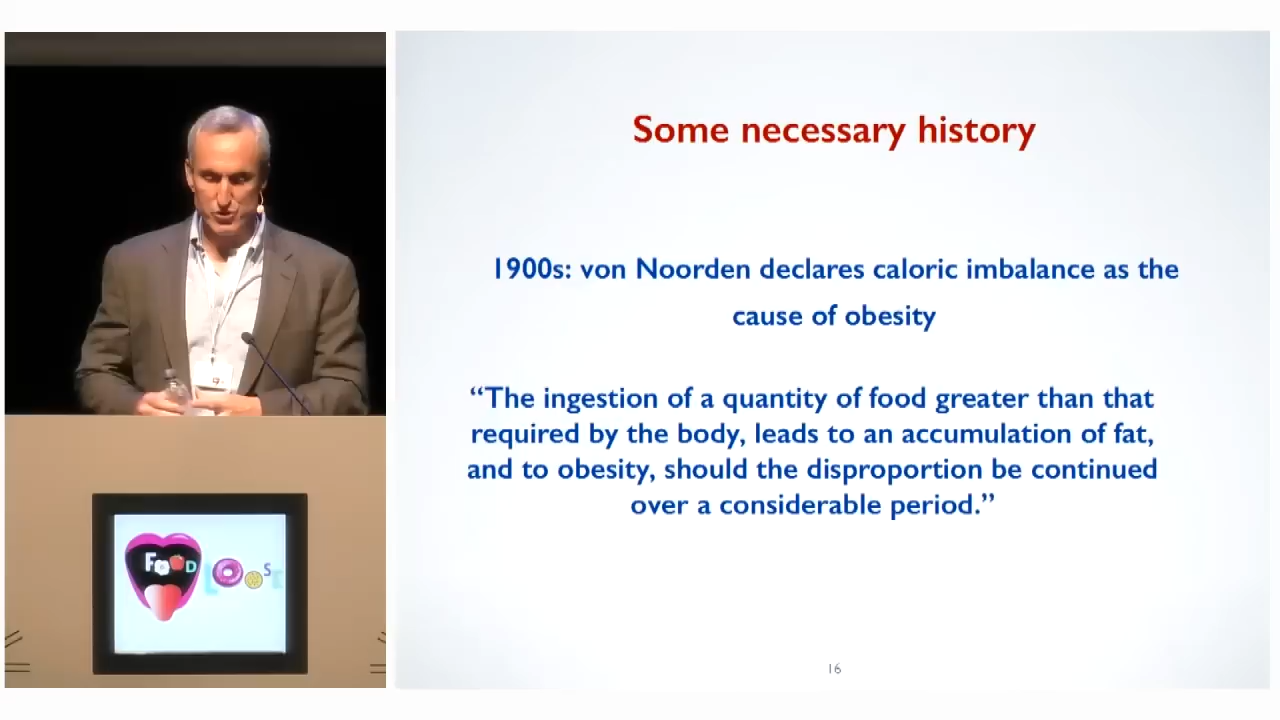 Some necessary history
1900s: von Noorden declares caloric imbalance as the
cause of obesity
“The ingestion of a quantity of food greater than that
required by the body, leads to an accumulation of fat,
and to obesity, should the disproportion be continued
over a considerable period.”
16
FooD